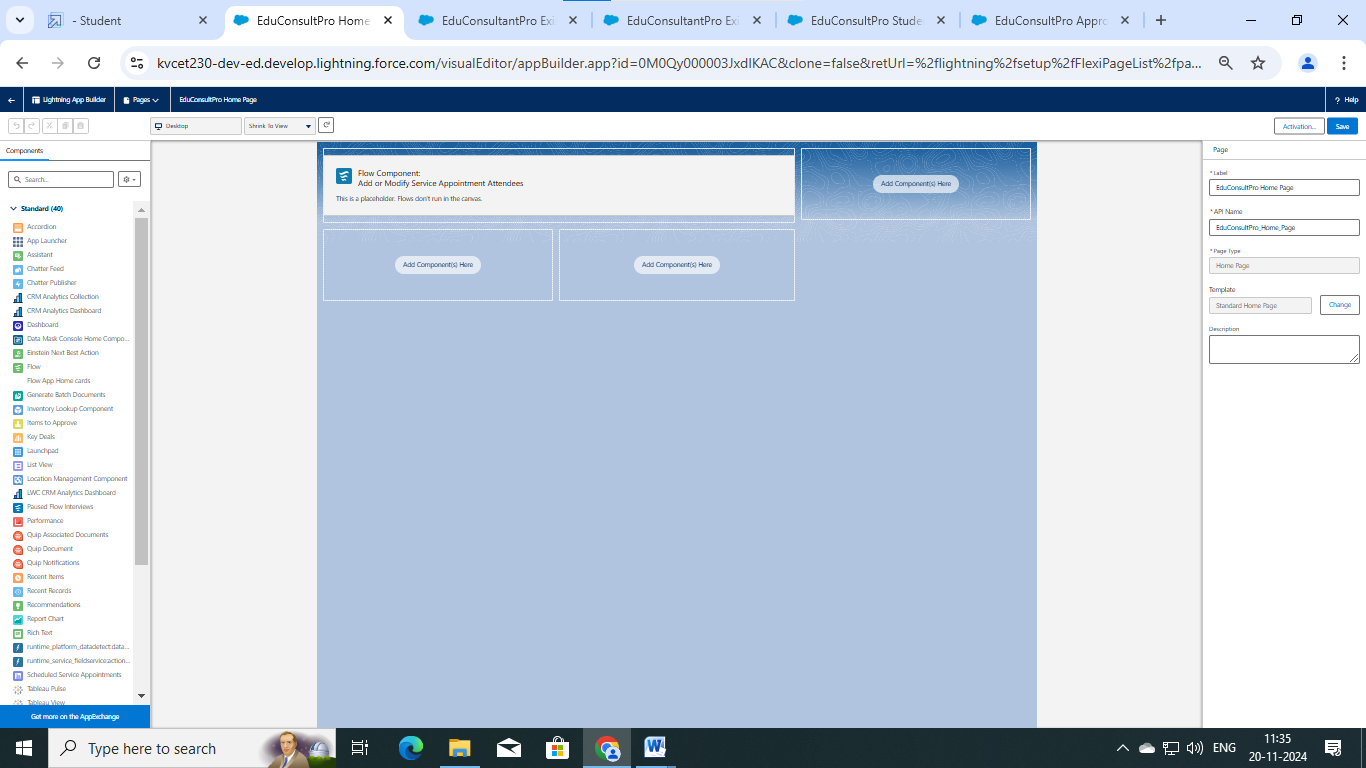 - Student
EduConsultPro Home
EduConsultantPro Exi
EduConsultantPro Exi
EduConsultPro Stude
EduConsultPro Appro
kvcet230-dev-ed.develop.lightning.force.com/visualEditor/appBuilder.app?id=0M0Qy000003JxdlKAC&clone=false&retUrl=%2flightning%2fsetup%2fFlexiPageList%2fpa...
Lightning App Builder
Pages
EduConsultPro Home Page
? Help
Desktop
Shrink To View
Activation...
Save
Components
Search...
Standard (40)
Accordion
App Launcher
Assistant
Chatter Feed
Chatter Publisher
CRM Analytics Collection
CRM Analytics Dashboard
Dashboard
Data Mask Console Home Compo...
Einstein Next Best Action
Flow
Flow App Home cards
Generate Batch Documents
Inventory Lookup Component
Items to Approve
Key Deals
Launchpad
List View
Location Management Component
LWC CRM Analytics Dashboard
Paused Flow Interviews
Performance
Quip Associated Documents
Quip Document
Quip Notifications
Recent Items
Recent Records
Recommendations
Report Chart
Rich Text
runtime_platform_datadetect:data...
runtime_service_fieldservice:action...
Scheduled Service Appointments
Tableau Pulse
Tableau View
Get more on the AppExchange
Flow Component:
Add or Modify Service Appointment Attendees
This is a placeholder. Flows don't run in the canvas.
Add Component(s) Here
Add Component(s) Here
Add Component(s) Here
Page
* Label
EduConsultPro Home Page
* API Name
EduConsultPro_Home_Page
* Page Type
Home Page
Template
Standard Home Page
Change
Description
Type here to search
ENG
11:35
20-11-2024